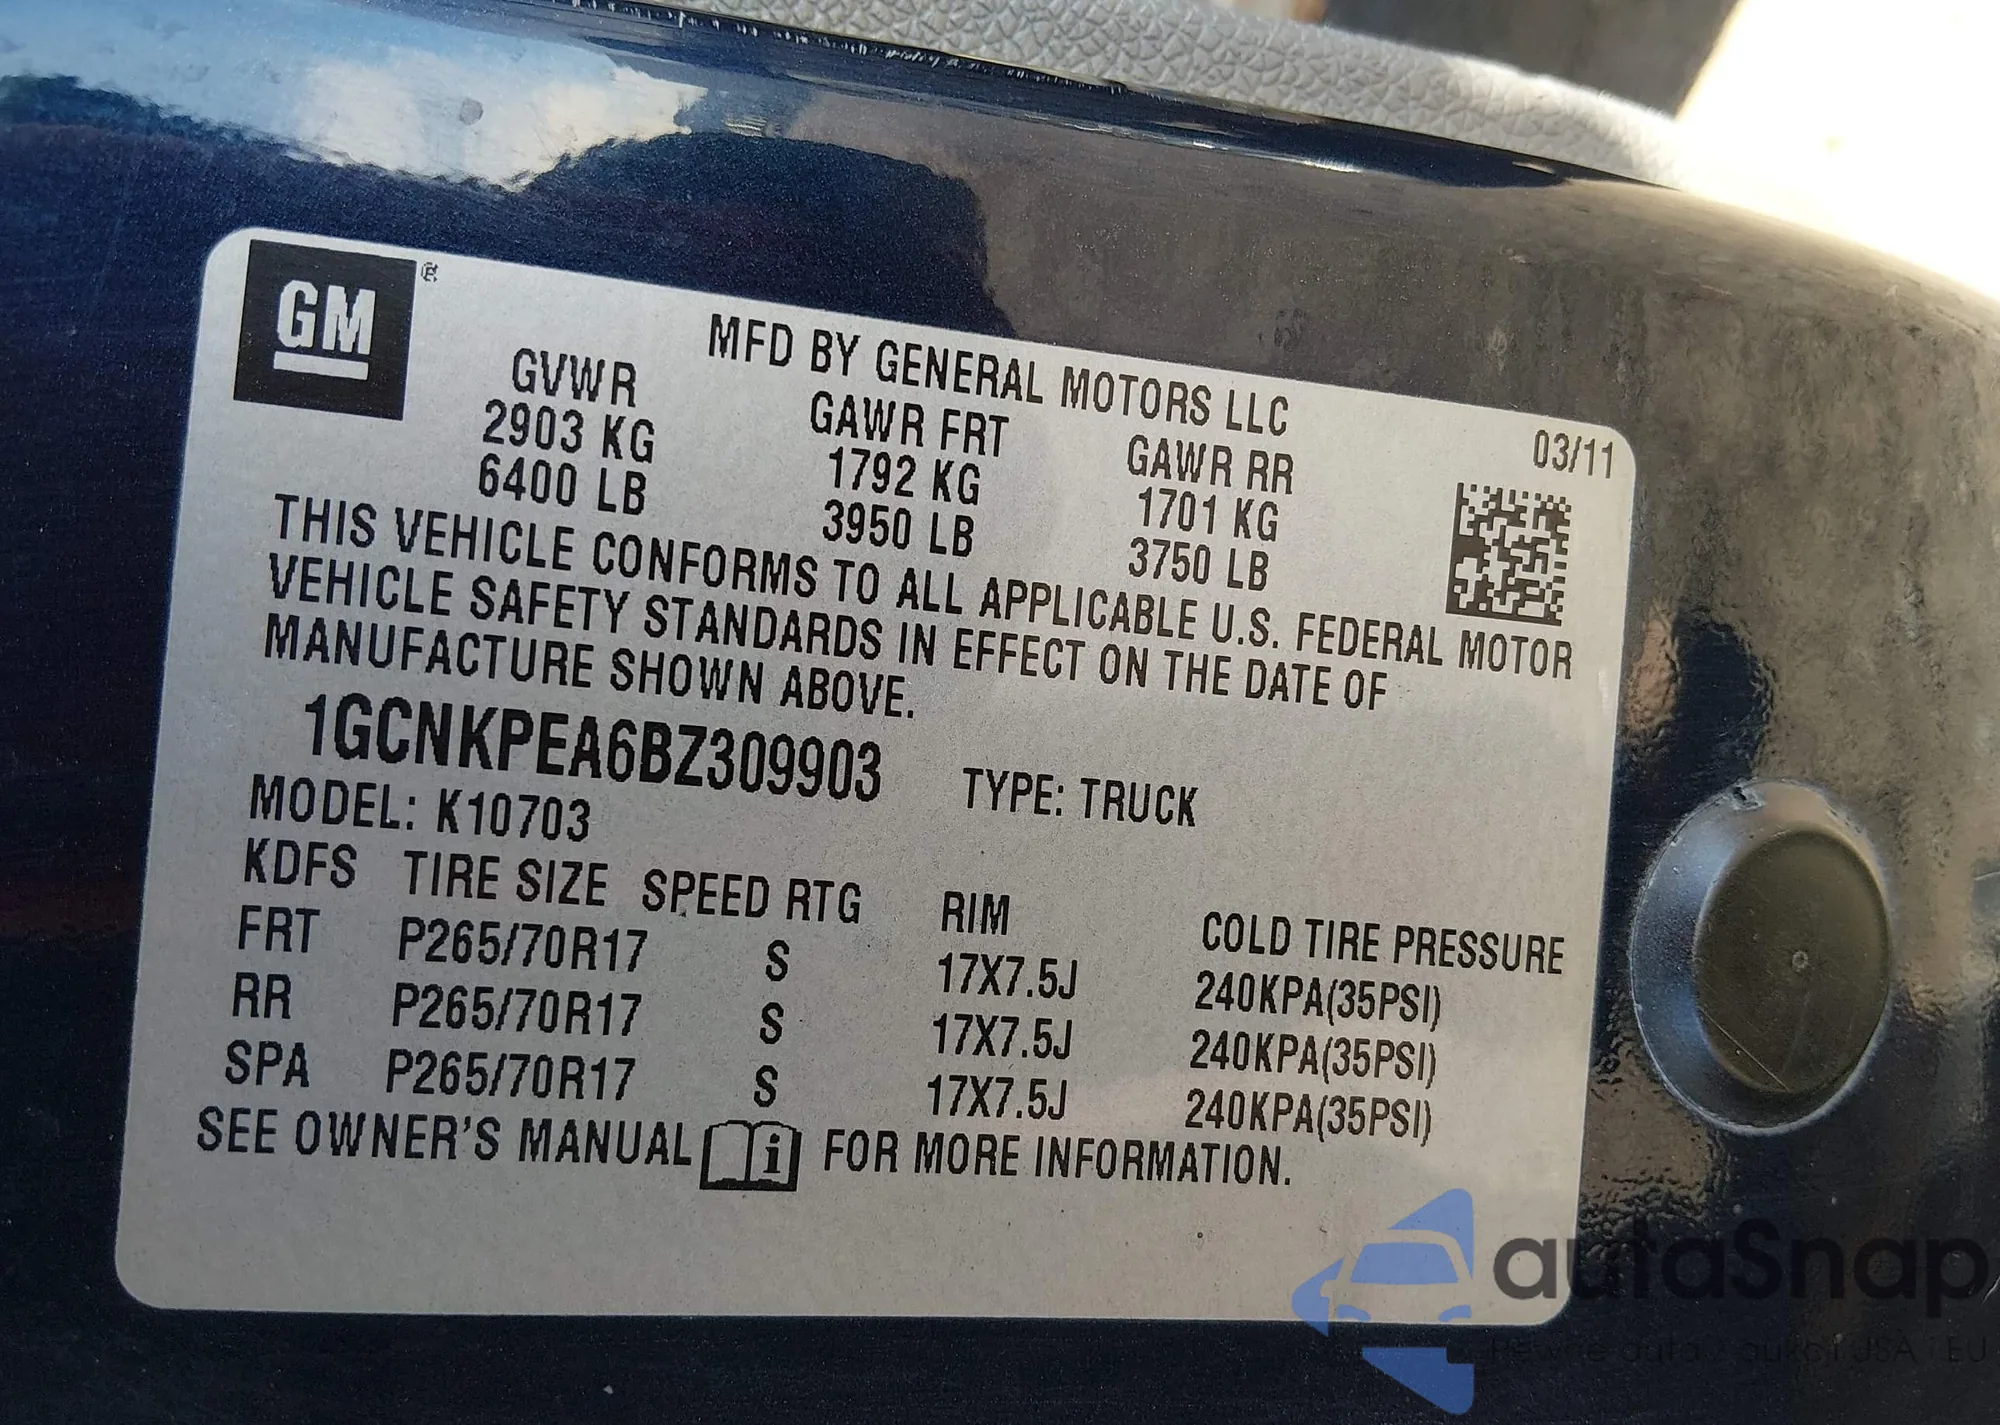 GM
MFD BY GENERAL MOTORS LLC
03/11
GVWR GAWR FRT GAWR RR
2903 KG 1792 KG 1701 KG
6400 LB 3950 LB 3750 LB
THIS VEHICLE CONFORMS TO ALL APPLICABLE U.S. FEDERAL MOTOR
VEHICLE SAFETY STANDARDS IN EFFECT ON THE DATE OF
MANUFACTURE SHOWN ABOVE.
1GCNKPEA6BZ309903 TYPE: TRUCK
MODEL: K10703
KDFS TIRE SIZE SPEED RTG RIM COLD TIRE PRESSURE
FRT P265/70R17 S 17X7.5J 240KPA(35PSI)
RR P265/70R17 S 17X7.5J 240KPA(35PSI)
SPA P265/70R17 S 17X7.5J 240KPA(35PSI)
SEE OWNER'S MANUAL i FOR MORE INFORMATION.
autaSnap
auta USA EU